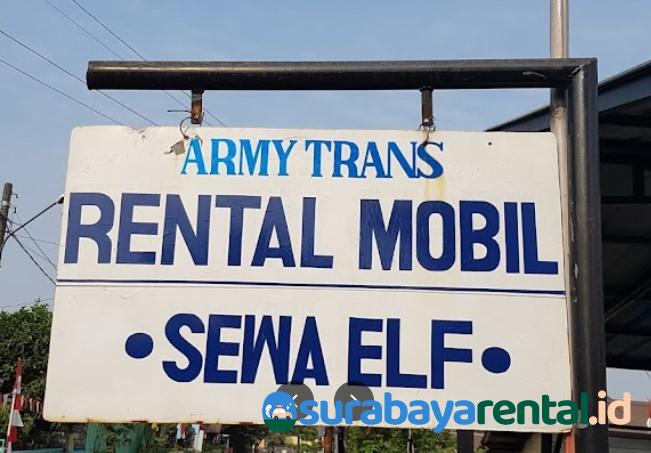 ARMY TRANS
RENTAL MOBIL
• SEWA ELF •
surabayarental.id